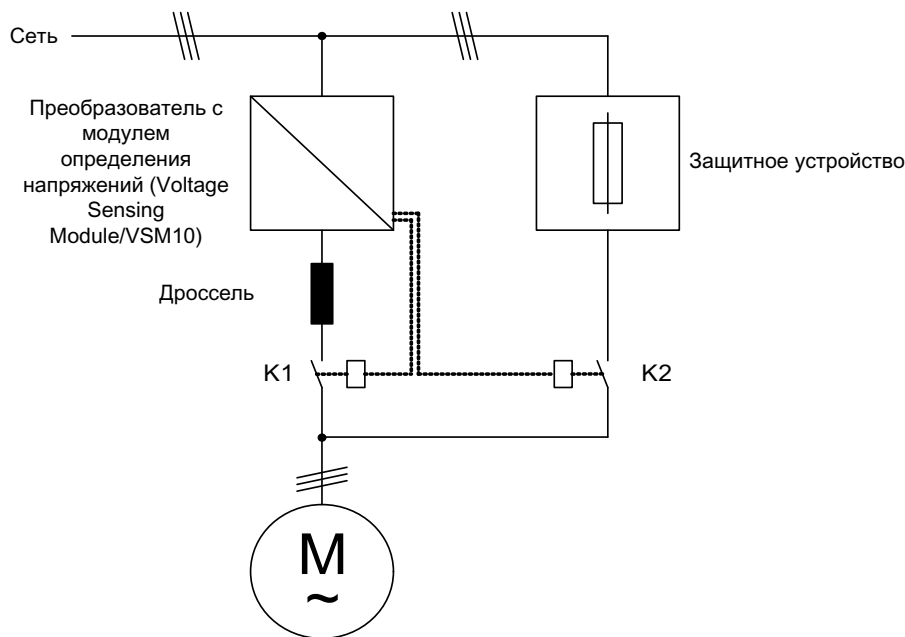 Сеть
Преобразователь с
модулем
определения
напряжений (Voltage
Sensing
Module/VSM10)
Защитное устройство
Дроссель
K1
K2
M
~